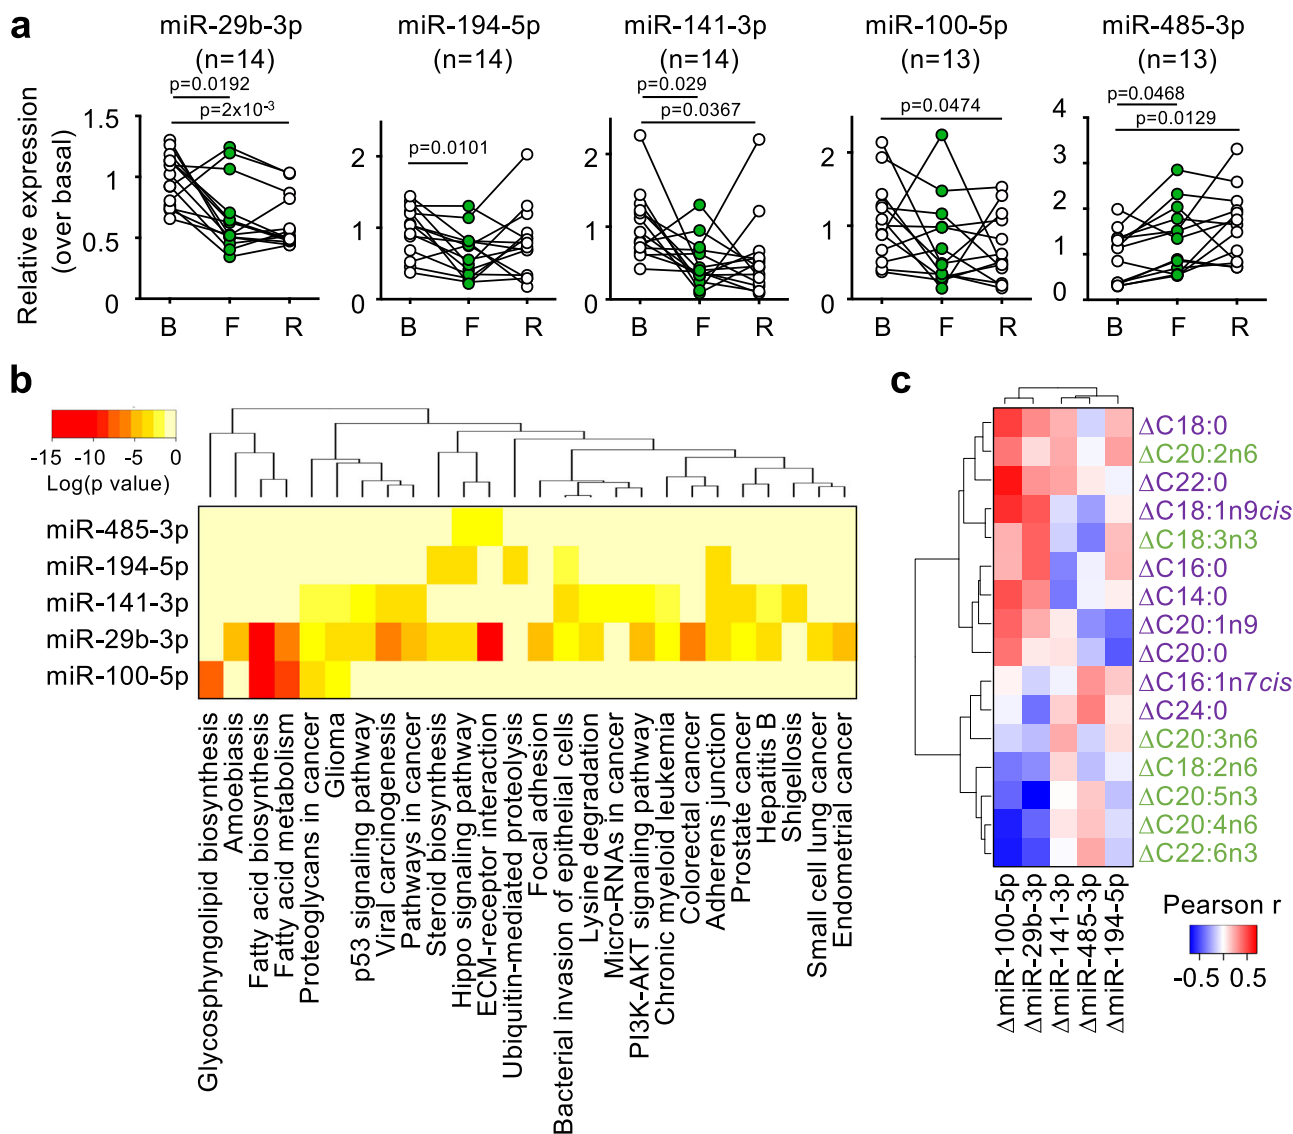 a
miR-29b-3p
(n=14)
miR-194-5p
(n=14)
miR-141-3p
(n=14)
miR-100-5p
(n=13)
miR-485-3p
(n=13)
Relative expression
(over basal)
p=0.0192
p=2x10-3
1.5
1
0.5
0
B F R
p=0.0101
2
1
0
B F R
p=0.029
p=0.0367
2
1
0
B F R
p=0.0474
2
1
0
B F R
p=0.0468
p=0.0129
4
3
2
1
0
B F R
b
-15 -10 -5 0
Log(p value)
miR-485-3p
miR-194-5p
miR-141-3p
miR-29b-3p
miR-100-5p
Glycosphyngolipid biosynthesis
Amoebiasis
Fatty acid biosynthesis
Fatty acid metabolism
Proteoglycans in cancer
Glioma
p53 signaling pathway
Viral carcinogenesis
Pathways in cancer
Steroid biosynthesis
Hippo signaling pathway
ECM-receptor interaction
Ubiquitin-mediated proteolysis
Focal adhesion
Bacterial invasion of epithelial cells
Lysine degradation
Micro-RNAs in cancer
PI3K-AKT signaling pathway
Chronic myeloid leukemia
Colorectal cancer
Adherens junction
Prostate cancer
Hepatitis B
Shigellosis
Small cell lung cancer
Endometrial cancer
c
ΔC18:0
ΔC20:2n6
ΔC22:0
ΔC18:1n9cis
ΔC18:3n3
ΔC16:0
ΔC14:0
ΔC20:1n9
ΔC20:0
ΔC16:1n7cis
ΔC24:0
ΔC20:3n6
ΔC18:2n6
ΔC20:5n3
ΔC20:4n6
ΔC22:6n3
ΔmiR-100-5p
ΔmiR-29b-3p
ΔmiR-141-3p
ΔmiR-485-3p
ΔmiR-194-5p
Pearson r
-0.5 0.5